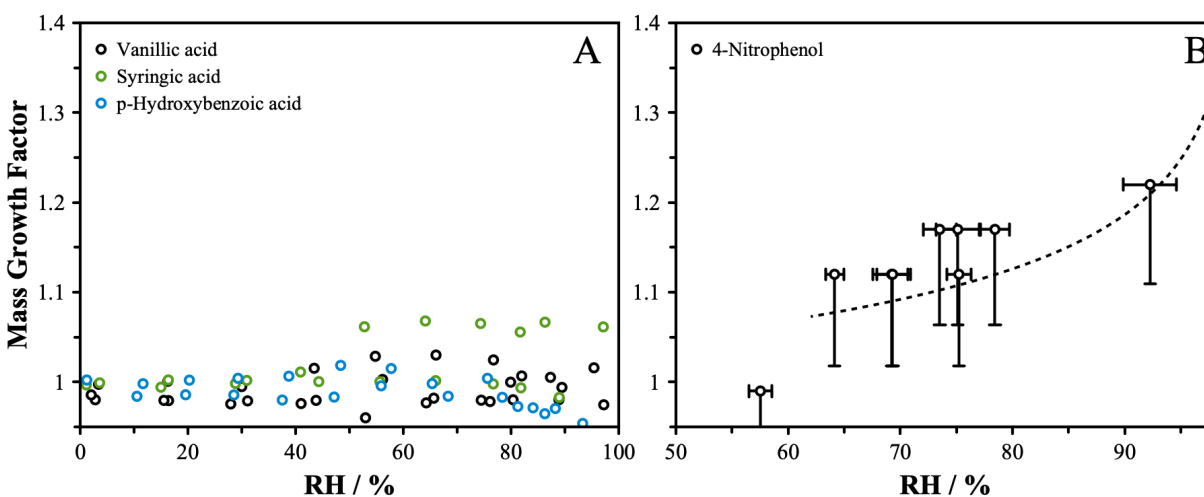 Mass Growth Factor
1.4
1.3
1.2
1.1
1
Vanillic acid
Syringic acid
p-Hydroxybenzoic acid
A
0
20
40
60
80
100
RH / %
1.4
1.3
1.2
1.1
1
4-Nitrophenol
B
50
60
70
80
90
RH / %